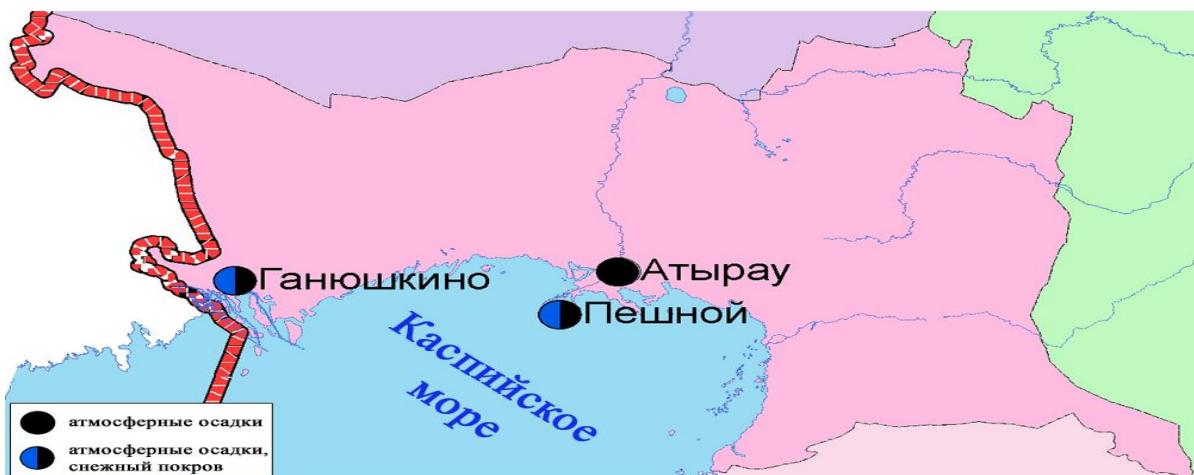 Ганюшкино
Атырау
Пешной
Каспийское
море
атмосферные осадки
атмосферные осадки,
снежный покров